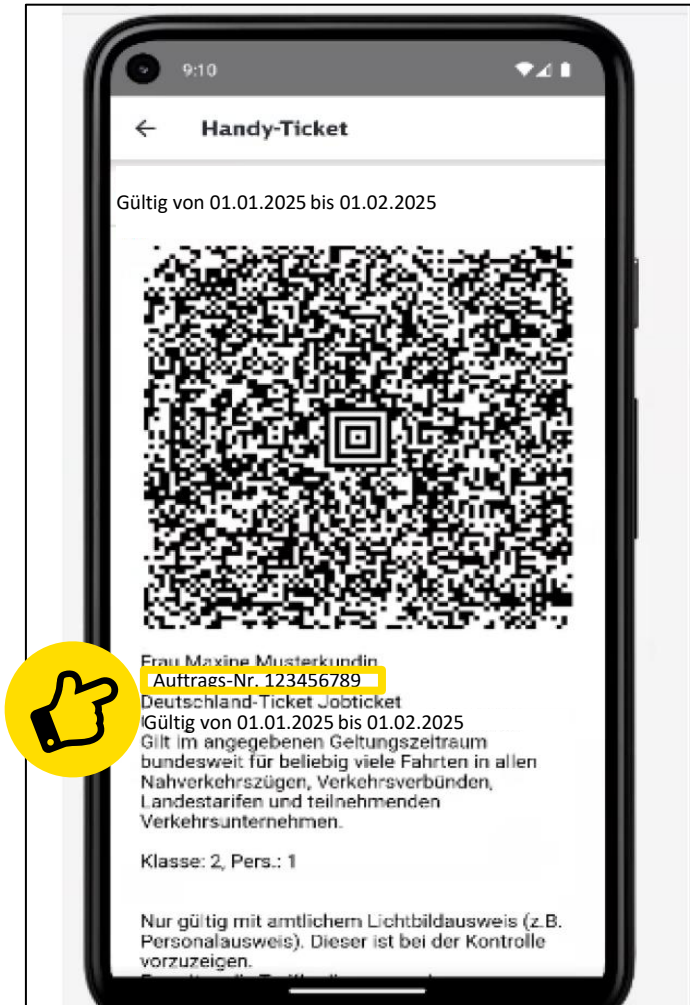 9:10
Handy-Ticket
Gültig von 01.01.2025 bis 01.02.2025
Frau Maxine Musterkundin
Auftrags-Nr. 123456789
Deutschland-Ticket Jobticket
Gültig von 01.01.2025 bis 01.02.2025
Gilt im angegebenen Geltungszeitraum
bundesweit für beliebig viele Fahrten in allen
Nahverkehrszügen, Verkehrsverbünden,
Landestarifen und teilnehmenden
Verkehrsunternehmen.
Klasse: 2, Pers.: 1
Nur gültig mit amtlichem Lichtbildausweis (z.B.
Personalausweis). Dieser ist bei der Kontrolle
vorzuzeigen.